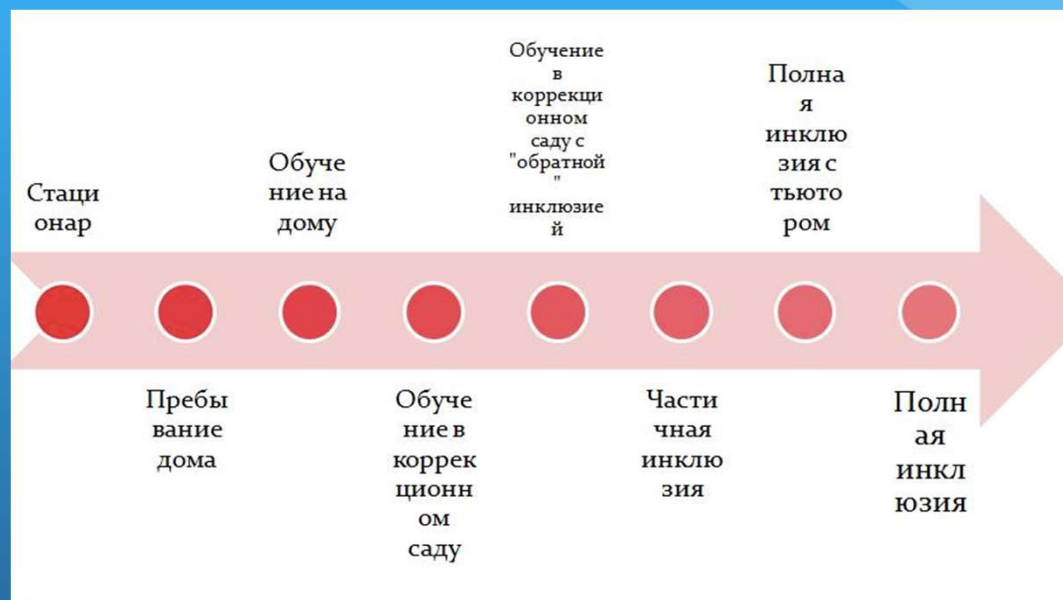 Стаци
онар
Пребы
вание
дома
Обуче
ние на
дому
Обуче
ние в
коррек
ционн
ом
саду
Обучение
в
коррекци
онном
саду с
"обратной
"
инклюзие
й
Части
чная
инклю
зия
Полна
я
инклю
зия с
тьюто
ром
Полн
ая
инкл
юзия